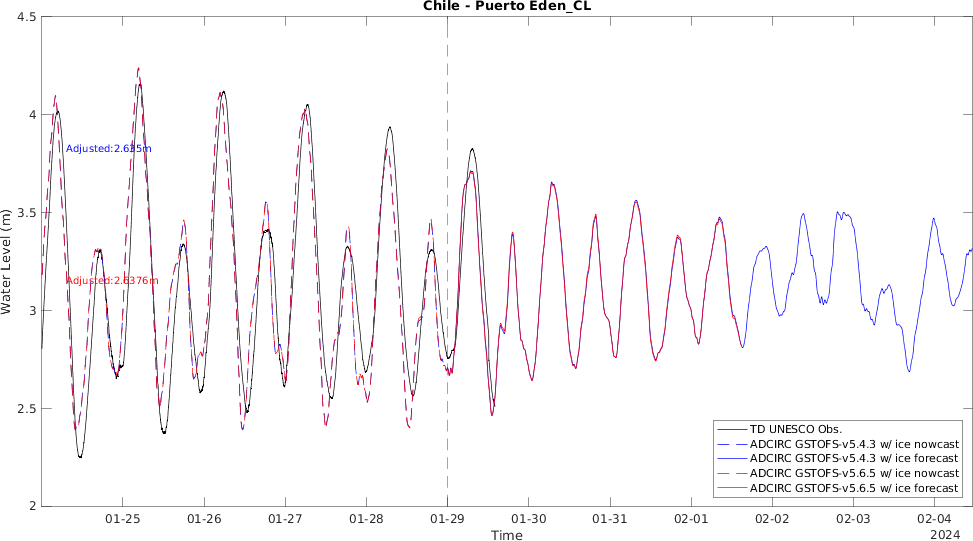 Chile - Puerto Eden_CL
4.5
4
3.5
3
2.5
2
Water Level (m)
Adjusted:2.635m
Adjusted:2.6376m
TD UNESCO Obs.
ADCIRC GSTOFS-v5.4.3 w/ ice nowcast
ADCIRC GSTOFS-v5.4.3 w/ ice forecast
ADCIRC GSTOFS-v5.6.5 w/ ice nowcast
ADCIRC GSTOFS-v5.6.5 w/ ice forecast
01-25 01-26 01-27 01-28 01-29 01-30 01-31 02-01 02-02 02-03 02-04
Time
2024